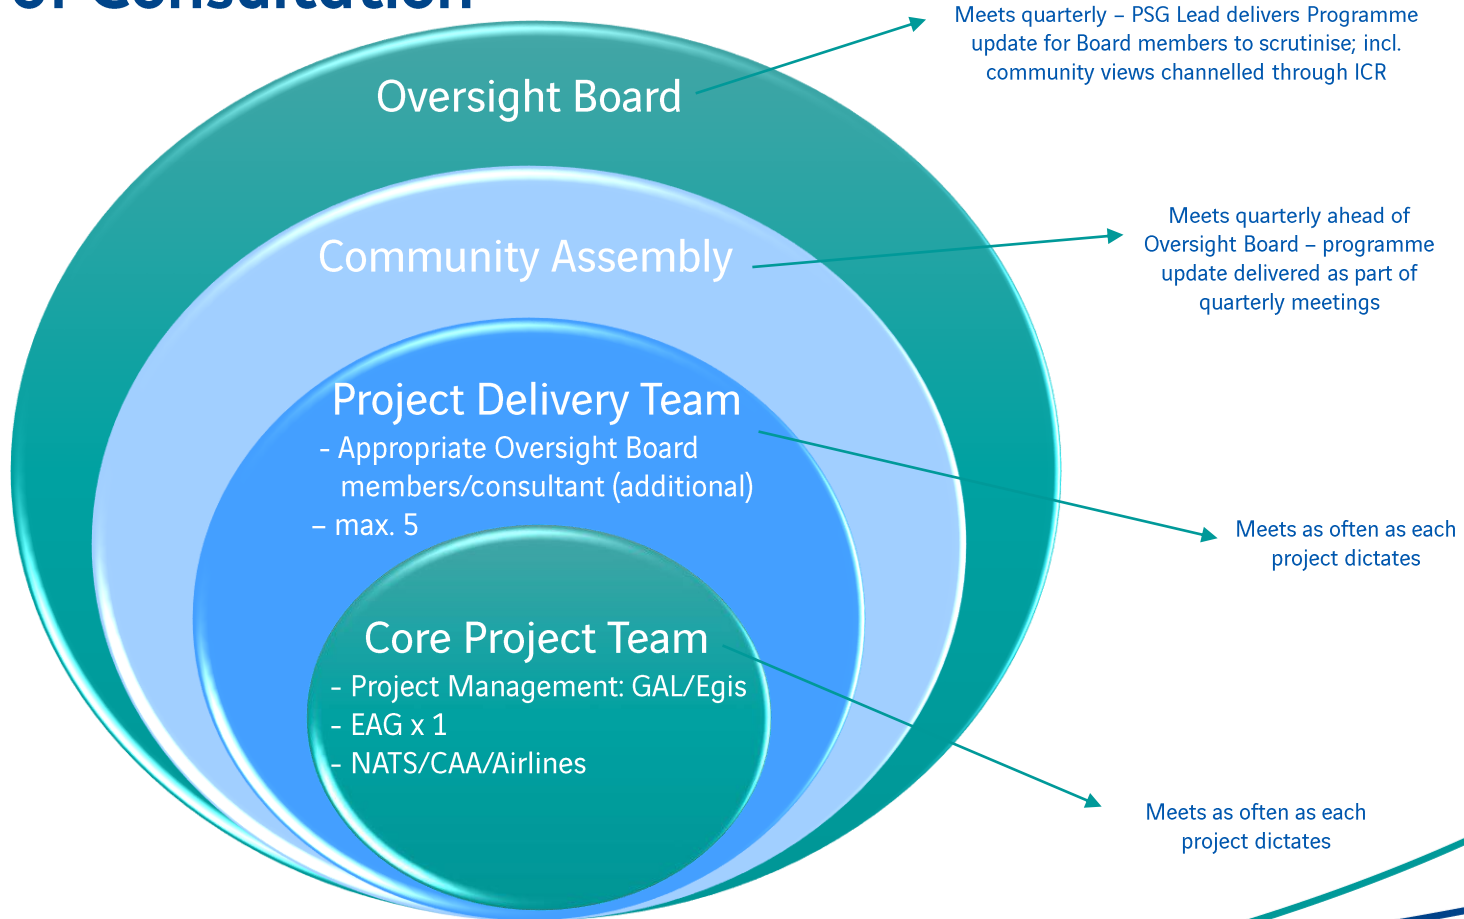 of Consultation
Meets quarterly – PSG Lead delivers Programme
update for Board members to scrutinise; incl.
community views channelled through ICR
Oversight Board
Meets quarterly ahead of
Oversight Board – programme
update delivered as part of
quarterly meetings
Community Assembly
Project Delivery Team
- Appropriate Oversight Board
members/consultant (additional)
– max. 5
Meets as often as each
project dictates
Core Project Team
- Project Management: GAL/Egis
- EAG x 1
- NATS/CAA/Airlines
Meets as often as each
project dictates